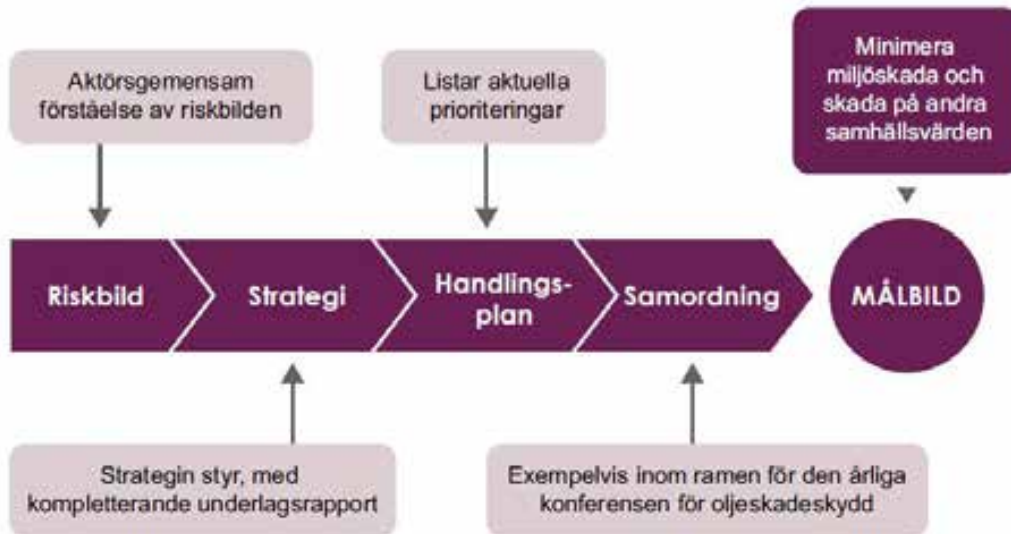 Aktörsgemensam
förståelse av riskbilden
Listar aktuella
prioriteringar
Minimera
miljöskada och
skada på andra
samhällsvärden
Riskbild
Strategi
Handlings-
plan
Samordning
MÅLBILD
Strategin styr, med
kompletterande underlagsrapport
Exempelvis inom ramen för den årliga
konferensen för oljeskadeskydd